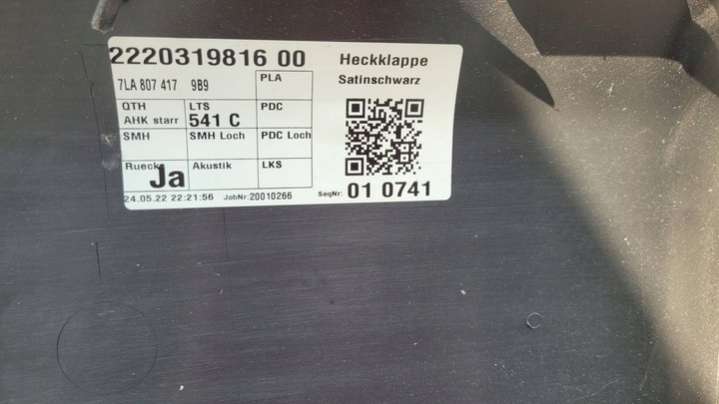 2220319816 00
Heckklappe
7LA 807 417 9B9
PLA
Satinschwarz
QTH
LTS
PDC
AHK starr
541 C
SMH
SMH Loch
PDC Loch
Ruecks
Akustik
LKS
Ja
24.05.22 22:21:56 JobNr:20010266
SeqNr: 01 0741